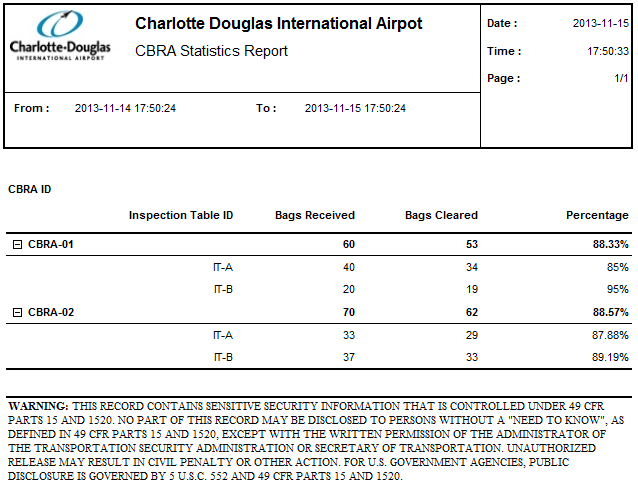 Charlotte-Douglas
INTERNATIONAL AIRPORT
Charlotte Douglas International Airpot
CBRA Statistics Report
Date : 2013-11-15
Time : 17:50:33
Page : 1/1
From : 2013-11-14 17:50:24 To : 2013-11-15 17:50:24
CBRA ID
Inspection Table ID Bags Received Bags Cleared Percentage
CBRA-01 60 53 88.33%
IT-A 40 34 85%
IT-B 20 19 95%
CBRA-02 70 62 88.57%
IT-A 33 29 87.88%
IT-B 37 33 89.19%
WARNING: THIS RECORD CONTAINS SENSITIVE SECURITY INFORMATION THAT IS CONTROLLED UNDER 49 CFR
PARTS 15 AND 1520. NO PART OF THIS RECORD MAY BE DISCLOSED TO PERSONS WITHOUT A "NEED TO KNOW", AS
DEFINED IN 49 CFR PARTS 15 AND 1520, EXCEPT WITH THE WRITTEN PERMISSION OF THE ADMINISTRATOR OF
THE TRANSPORTATION SECURITY ADMINISTRATION OR SECRETARY OF TRANSPORTATION. UNAUTHORIZED
RELEASE MAY RESULT IN CIVIL PENALTY OR OTHER ACTION. FOR U.S. GOVERNMENT AGENCIES, PUBLIC
DISCLOSURE IS GOVERNED BY 5 U.S.C. 552 AND 49 CFR PARTS 15 AND 1520.